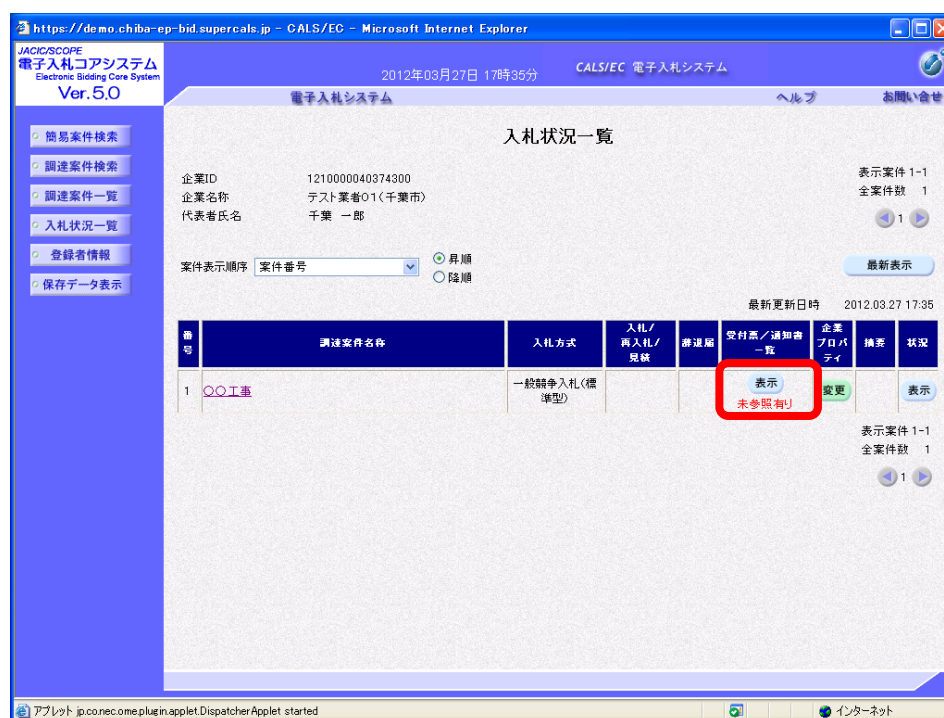 https://demo.chiba-ep-bid.supercals.jp - CALS/EC - Microsoft Internet Explorer
JACIC/SCOPE
電子入札コアシステム
Electronic Bidding Core System
Ver.5.0
2012年03月27日 17時35分
CALS/EC 電子入札システム
電子入札システム
ヘルプ
お問い合せ
簡易案件検索
調達案件検索
調達案件一覧
入札状況一覧
登録者情報
保存データ表示
入札状況一覧
企業ID 1210000040374300
企業名称 テスト業者01(千葉市)
代表者氏名 千葉 一郎
表示案件 1-1
全案件数 1
1
案件表示順序 案件番号
昇順
降順
最新表示
最新更新日時 2012.03.27 17:35
番号 調達案件名称 入札方式 入札/再入札/見積 辞退届 受付票/通知書一覧 企業プロパティ 摘要 状況
1 〇〇工事 一般競争入札(標準型) 表示 未参照有り 変更 表示
表示案件 1-1
全案件数 1
1
アプレット jp.co.nec.ome.plugin.applet.DispatcherApplet started
インターネット